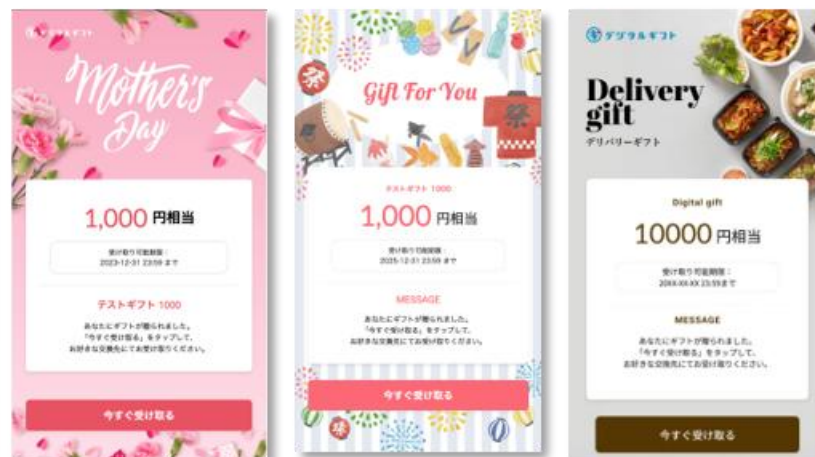 デジタルギフト
Mother's
Day
1,000 円相当
受け取り可能期限：
2023-12-31 23:59 まで
テストギフト 1000
あなたにギフトが贈られました。
「今すぐ受け取る」をタップして、
お好きな交換先にてお受け取りください。
今すぐ受け取る
祭
Gift For You
祭
テストギフト 1000
1,000 円相当
受け取り可能期限：
2025-12-31 23:59 まで
MESSAGE
あなたにギフトが贈られました。
「今すぐ受け取る」をタップして、
お好きな交換先にてお受け取りください。
今すぐ受け取る
祭
デジタルギフト
Delivery
gift
デリバリーギフト
Digital gift
10000 円相当
受け取り可能期限：
20XX-XX-XX 23:59まで
MESSAGE
あなたにギフトが贈られました。
「今すぐ受け取る」をタップして、
お好きな交換先にてお受け取りください。
今すぐ受け取る